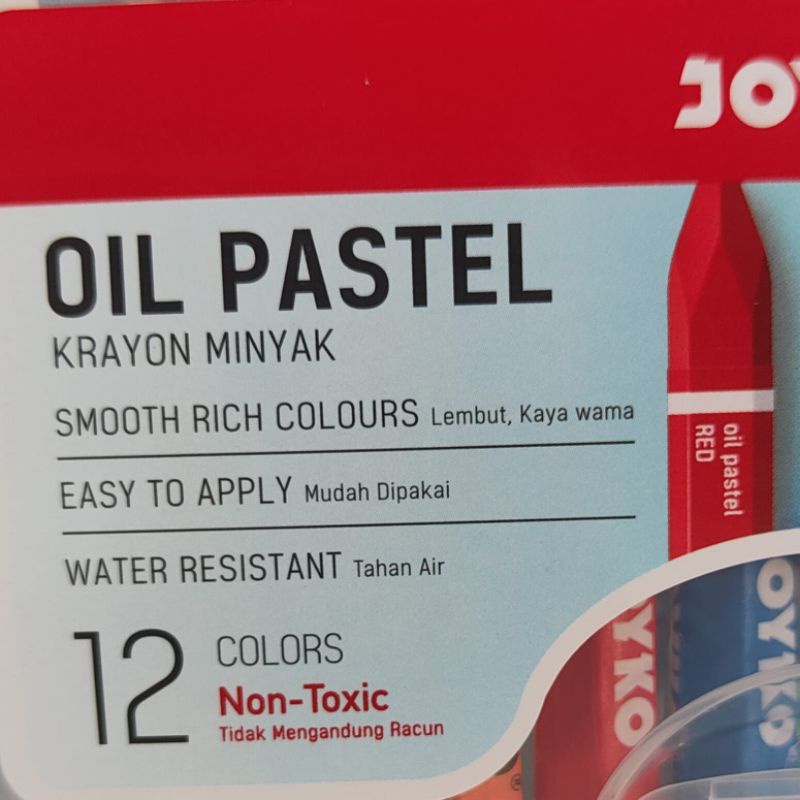 JOY
OIL PASTEL
KRAYON MINYAK
SMOOTH RICH COLOURS Lembut, Kaya wama
EASY TO APPLY Mudah Dipakai
WATER RESISTANT Tahan Air
12 COLORS
Non-Toxic
Tidak Mengandung Racun
oil pastel
RED
OYKO
OYKO